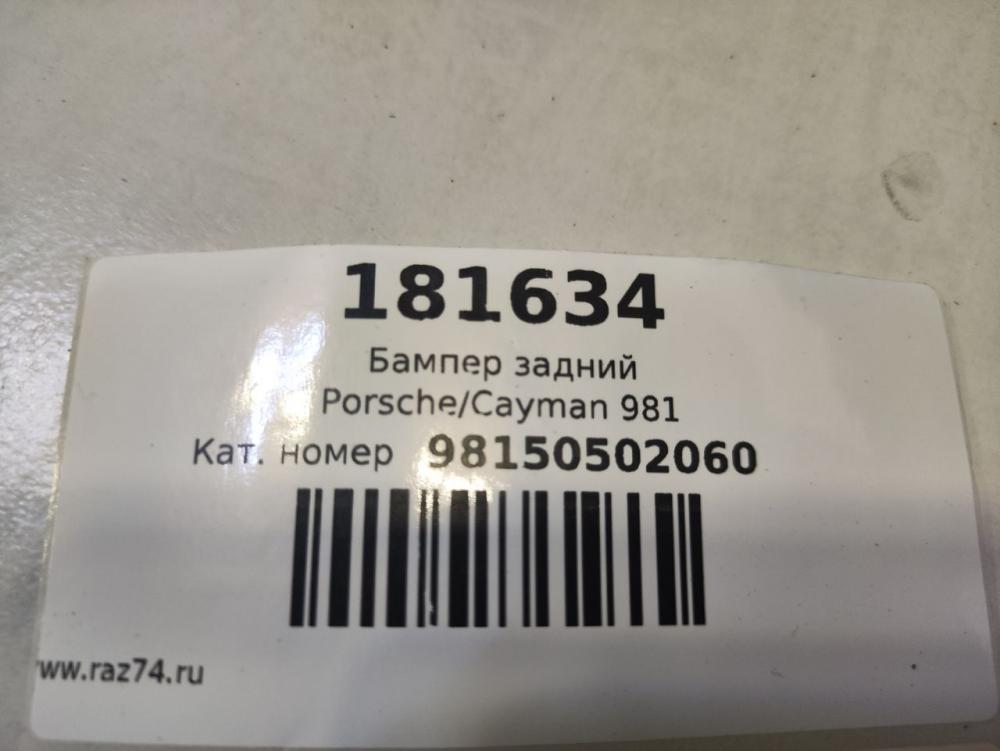 181634
Бампер задний
Porsche/Cayman 981
Кат. номер 98150502060
www.raz74.ru